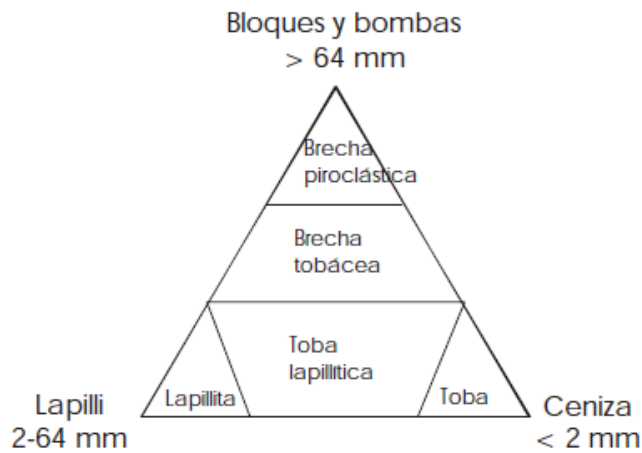 Bloques y bombas
> 64 mm
Brecha
piroclástica
Brecha
tobácea
Toba
lapillítica
Lapillita
Toba
Lapilli
2-64 mm
Ceniza
< 2 mm